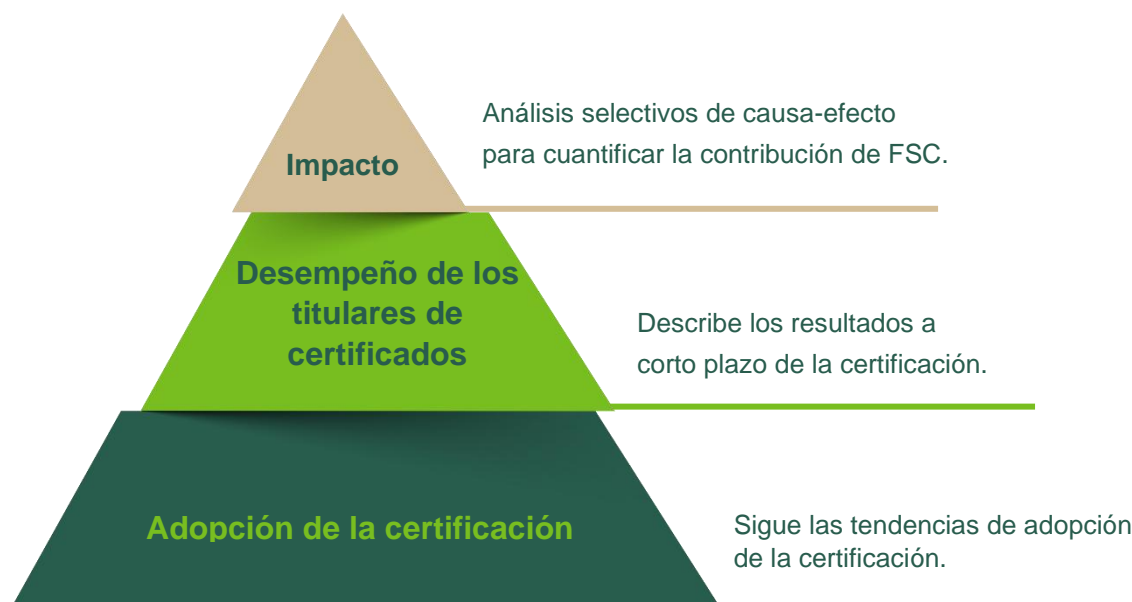 Análisis selectivos de causa-efecto
para cuantificar la contribución de FSC.
Impacto
Desempeño de los
titulares de
certificados
Describe los resultados a
corto plazo de la certificación.
Adopción de la certificación
Sigue las tendencias de adopción
de la certificación.